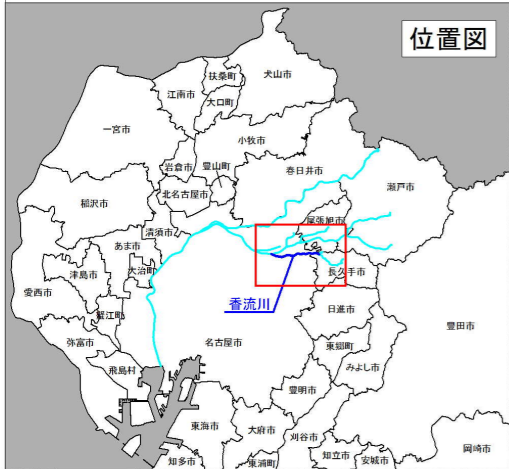 位置図
扶桑町
犬山市
江南市
大口町
一宮市
小牧市
岩倉市
豊山町
春日井市
瀬戸市
稲沢市
北名古屋市
尾張旭市
清須市
あま市
津島市
大治町
長久手市
愛西市
香流川
日進市
蟹江町
豊田市
弥富市
名古屋市
東郷町
みよし市
飛島村
豊明市
東海市
大府市
刈谷市
知立市
岡崎市
知多市
東浦町
安城市